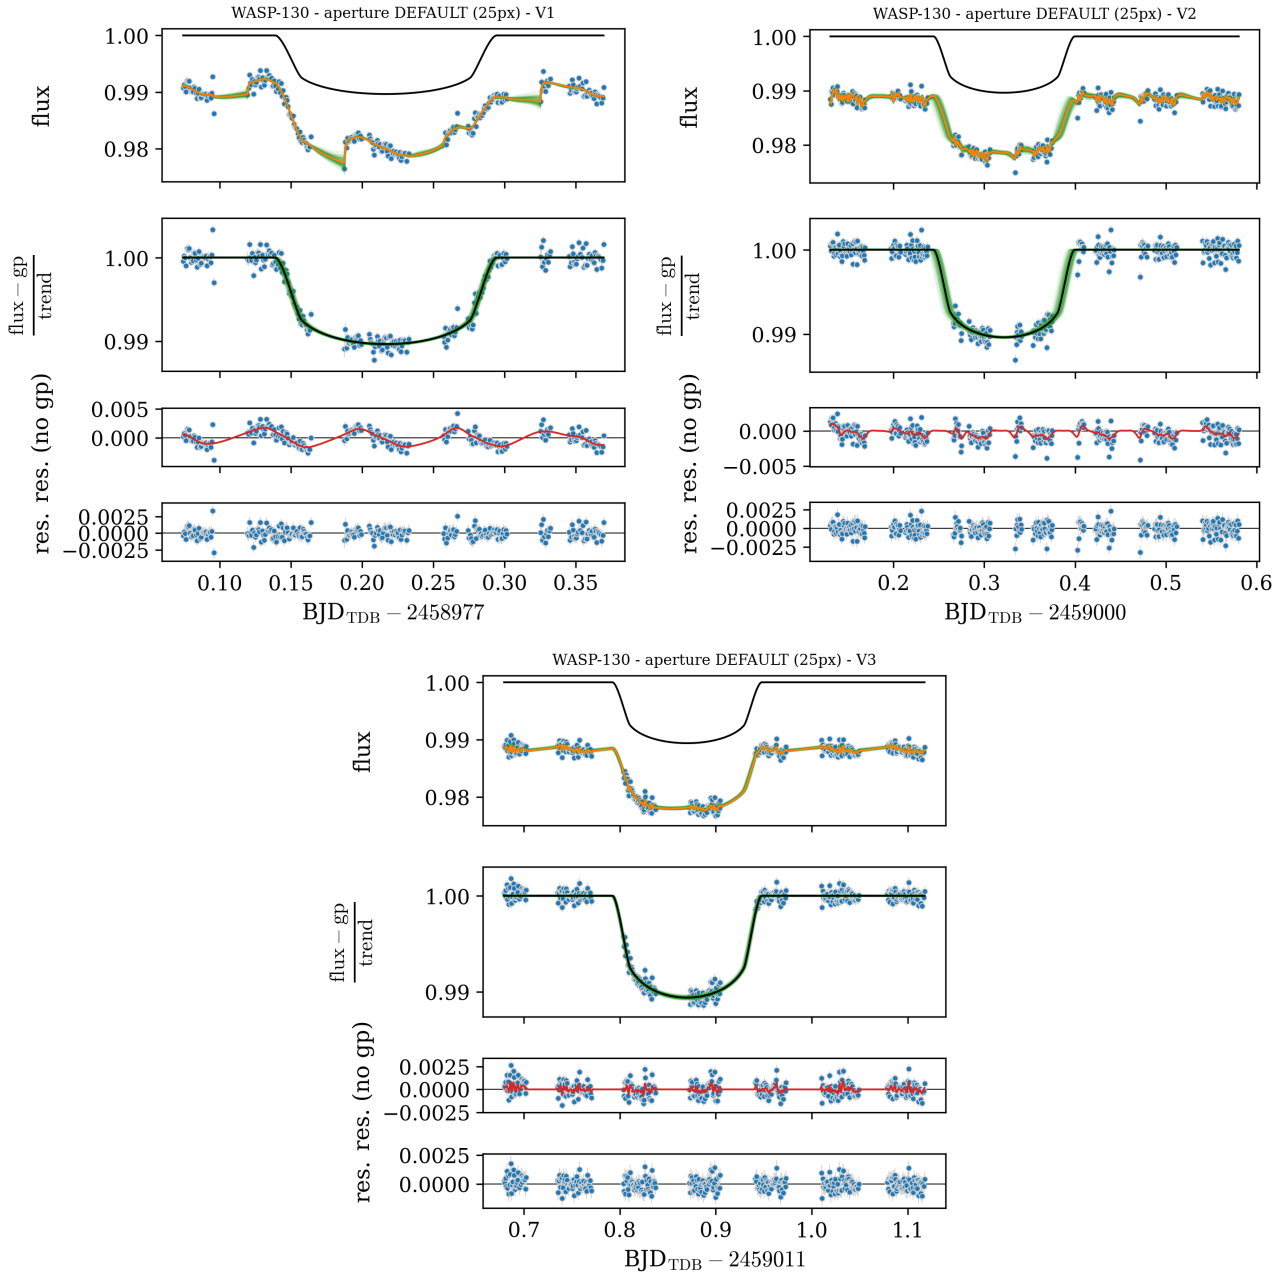 WASP-130 - aperture DEFAULT (25px) - V1
1.00
0.99
0.98
flux
1.00
0.99
flux − gp
trend
0.005
0.000
res. (no gp)
0.0025
0.0000
−0.0025
res.
0.10 0.15 0.20 0.25 0.30 0.35
BJD_TDB − 2458977
WASP-130 - aperture DEFAULT (25px) - V2
1.00
0.99
0.98
flux
1.00
0.99
flux − gp
trend
0.000
−0.005
res. (no gp)
0.0025
0.0000
−0.0025
res.
0.2 0.3 0.4 0.5 0.6
BJD_TDB − 2459000
WASP-130 - aperture DEFAULT (25px) - V3
1.00
0.99
0.98
flux
1.00
0.99
flux − gp
trend
0.0025
0.0000
−0.0025
res. (no gp)
0.0025
0.0000
res.
0.7 0.8 0.9 1.0 1.1
BJD_TDB − 2459011